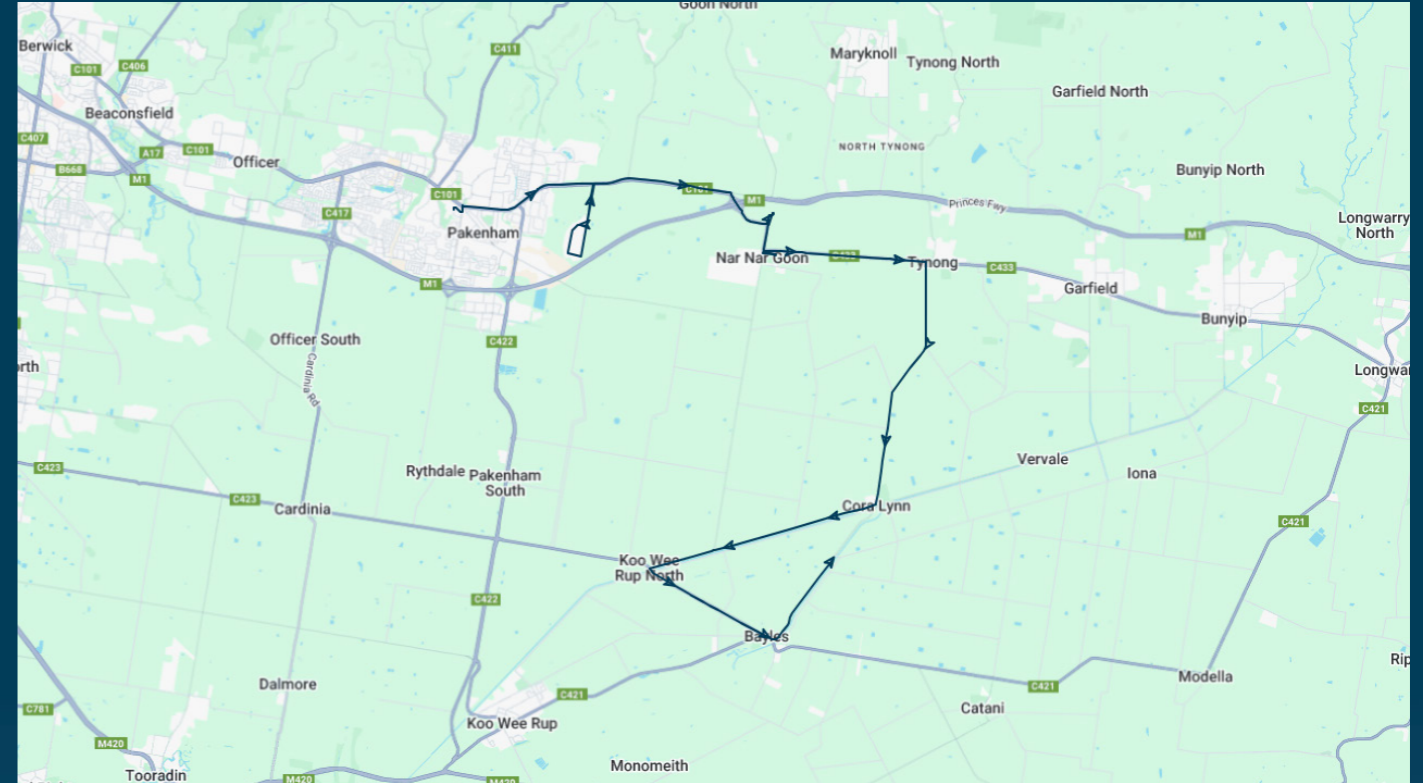 Goon North
Berwick
C411
Maryknoll
Tynong North
C101
C406
Garfield North
Beaconsfield
C407
A17
C101
NORTH TYNONG
Officer
B668
Bunyip North
M1
C101
C417
M1
Princes Fwy
Longwarry
North
Pakenham
M1
Nar Nar Goon
Tynong
C433
Garfield
M1
Bunyip
Officer South
C422
Cardinia Rd
rth
Longwar
C421
Vervale
Iona
C423
Rythdale
Pakenham
South
C423
Cardinia
Cora Lynn
C421
Koo Wee
Rup North
C422
Bayles
Rip
Modella
Dalmore
C421
C421
Catani
C781
Koo Wee Rup
M420
Monomeith
Tooradin
M420
M420